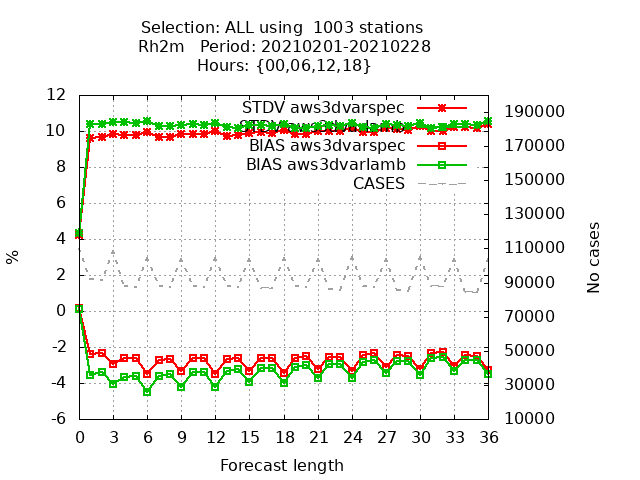 Selection: ALL using  1003 stations
Rh2m   Period: 20210201-20210228
Hours: {00,06,12,18}
12
10
8
6
4
2
0
-2
-4
-6
%
STDV aws3dvarspec
STDV aws3dvarlamb
BIAS aws3dvarspec
BIAS aws3dvarlamb
CASES
190000
170000
150000
130000
110000
90000
70000
50000
30000
10000
No cases
0 3 6 9 12 15 18 21 24 27 30 33 36
Forecast length